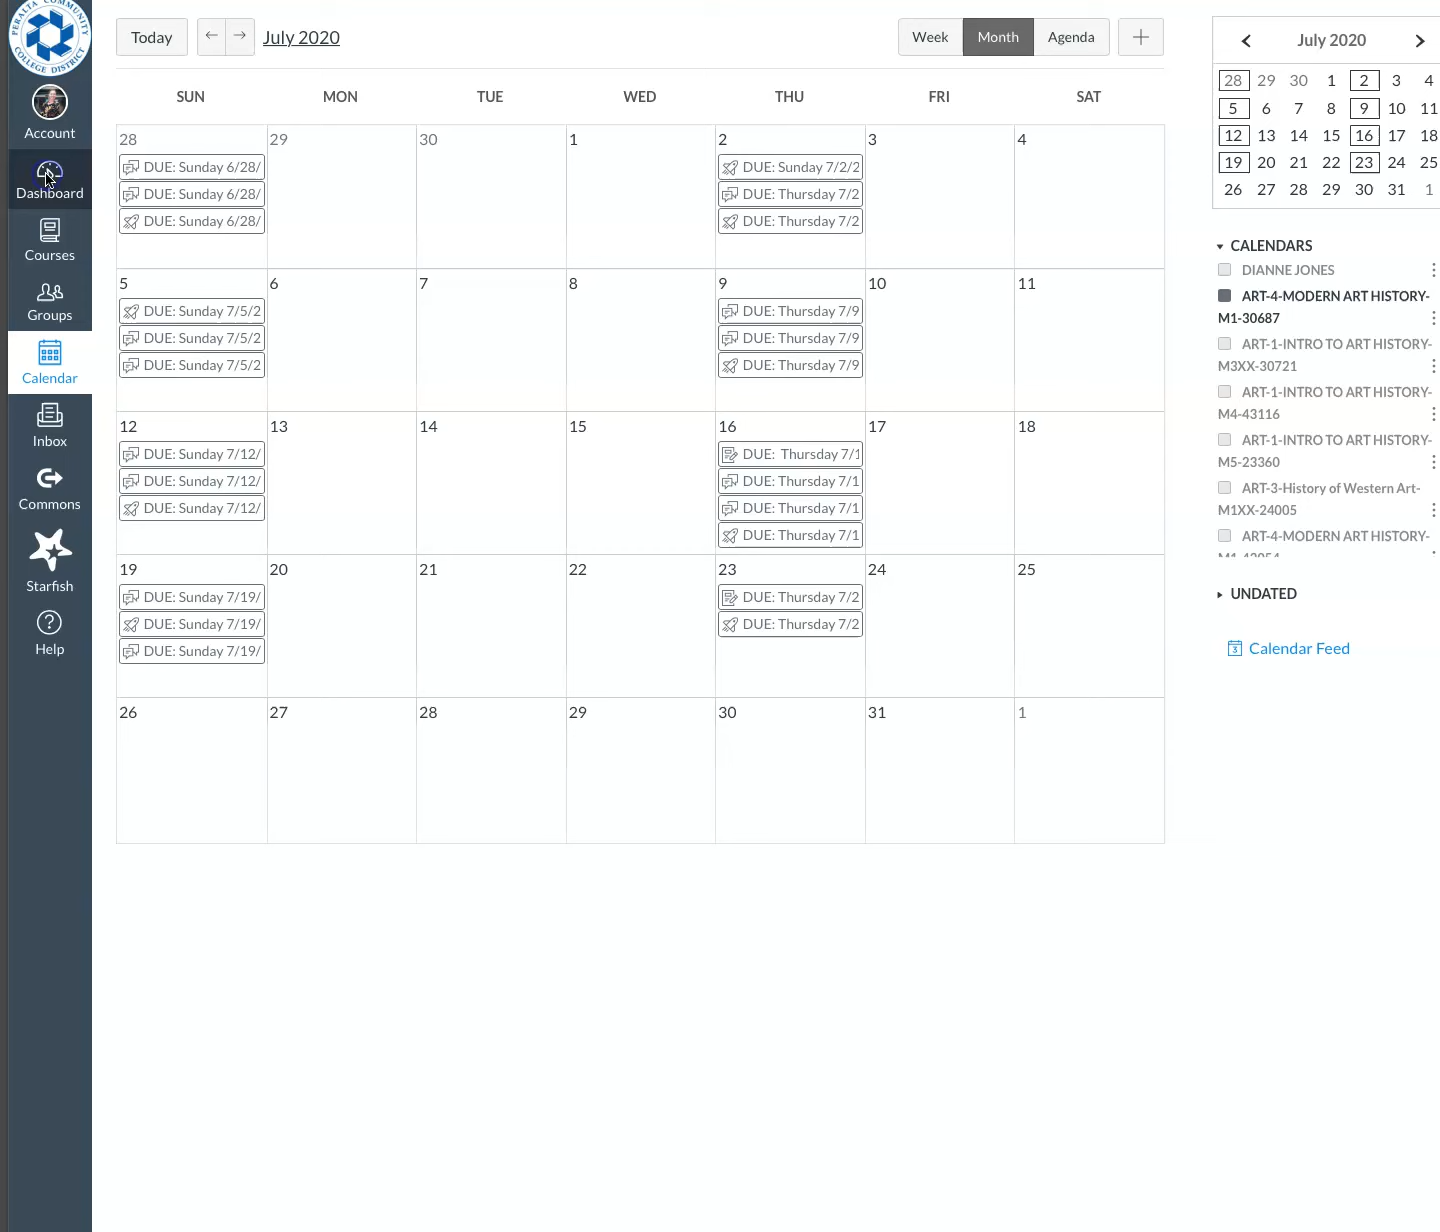 PERALTA COMMUNITY
COLLEGE DISTRICT
Account
Dashboard
Courses
Groups
Calendar
Inbox
Commons
Starfish
Help
Today
July 2020
Week
Month
Agenda
SUN MON TUE WED THU FRI SAT
28 29 30 1 2 3 4
DUE: Sunday 6/28/
DUE: Sunday 6/28/
DUE: Sunday 6/28/
DUE: Sunday 7/2/2
DUE: Thursday 7/2
DUE: Thursday 7/2
5 6 7 8 9 10 11
DUE: Sunday 7/5/2
DUE: Sunday 7/5/2
DUE: Sunday 7/5/2
DUE: Thursday 7/9
DUE: Thursday 7/9
DUE: Thursday 7/9
12 13 14 15 16 17 18
DUE: Sunday 7/12/
DUE: Sunday 7/12/
DUE: Sunday 7/12/
DUE: Thursday 7/1
DUE: Thursday 7/1
DUE: Thursday 7/1
DUE: Thursday 7/1
19 20 21 22 23 24 25
DUE: Sunday 7/19/
DUE: Sunday 7/19/
DUE: Sunday 7/19/
DUE: Thursday 7/2
DUE: Thursday 7/2
26 27 28 29 30 31 1
July 2020
28 29 30 1 2 3 4
5 6 7 8 9 10 11
12 13 14 15 16 17 18
19 20 21 22 23 24 25
26 27 28 29 30 31 1
CALENDARS
DIANNE JONES
ART-4-MODERN ART HISTORY-
M1-30687
ART-1-INTRO TO ART HISTORY-
M3XX-30721
ART-1-INTRO TO ART HISTORY-
M4-43116
ART-1-INTRO TO ART HISTORY-
M5-23360
ART-3-History of Western Art-
M1XX-24005
ART-4-MODERN ART HISTORY-
UNDATED
3
Calendar Feed